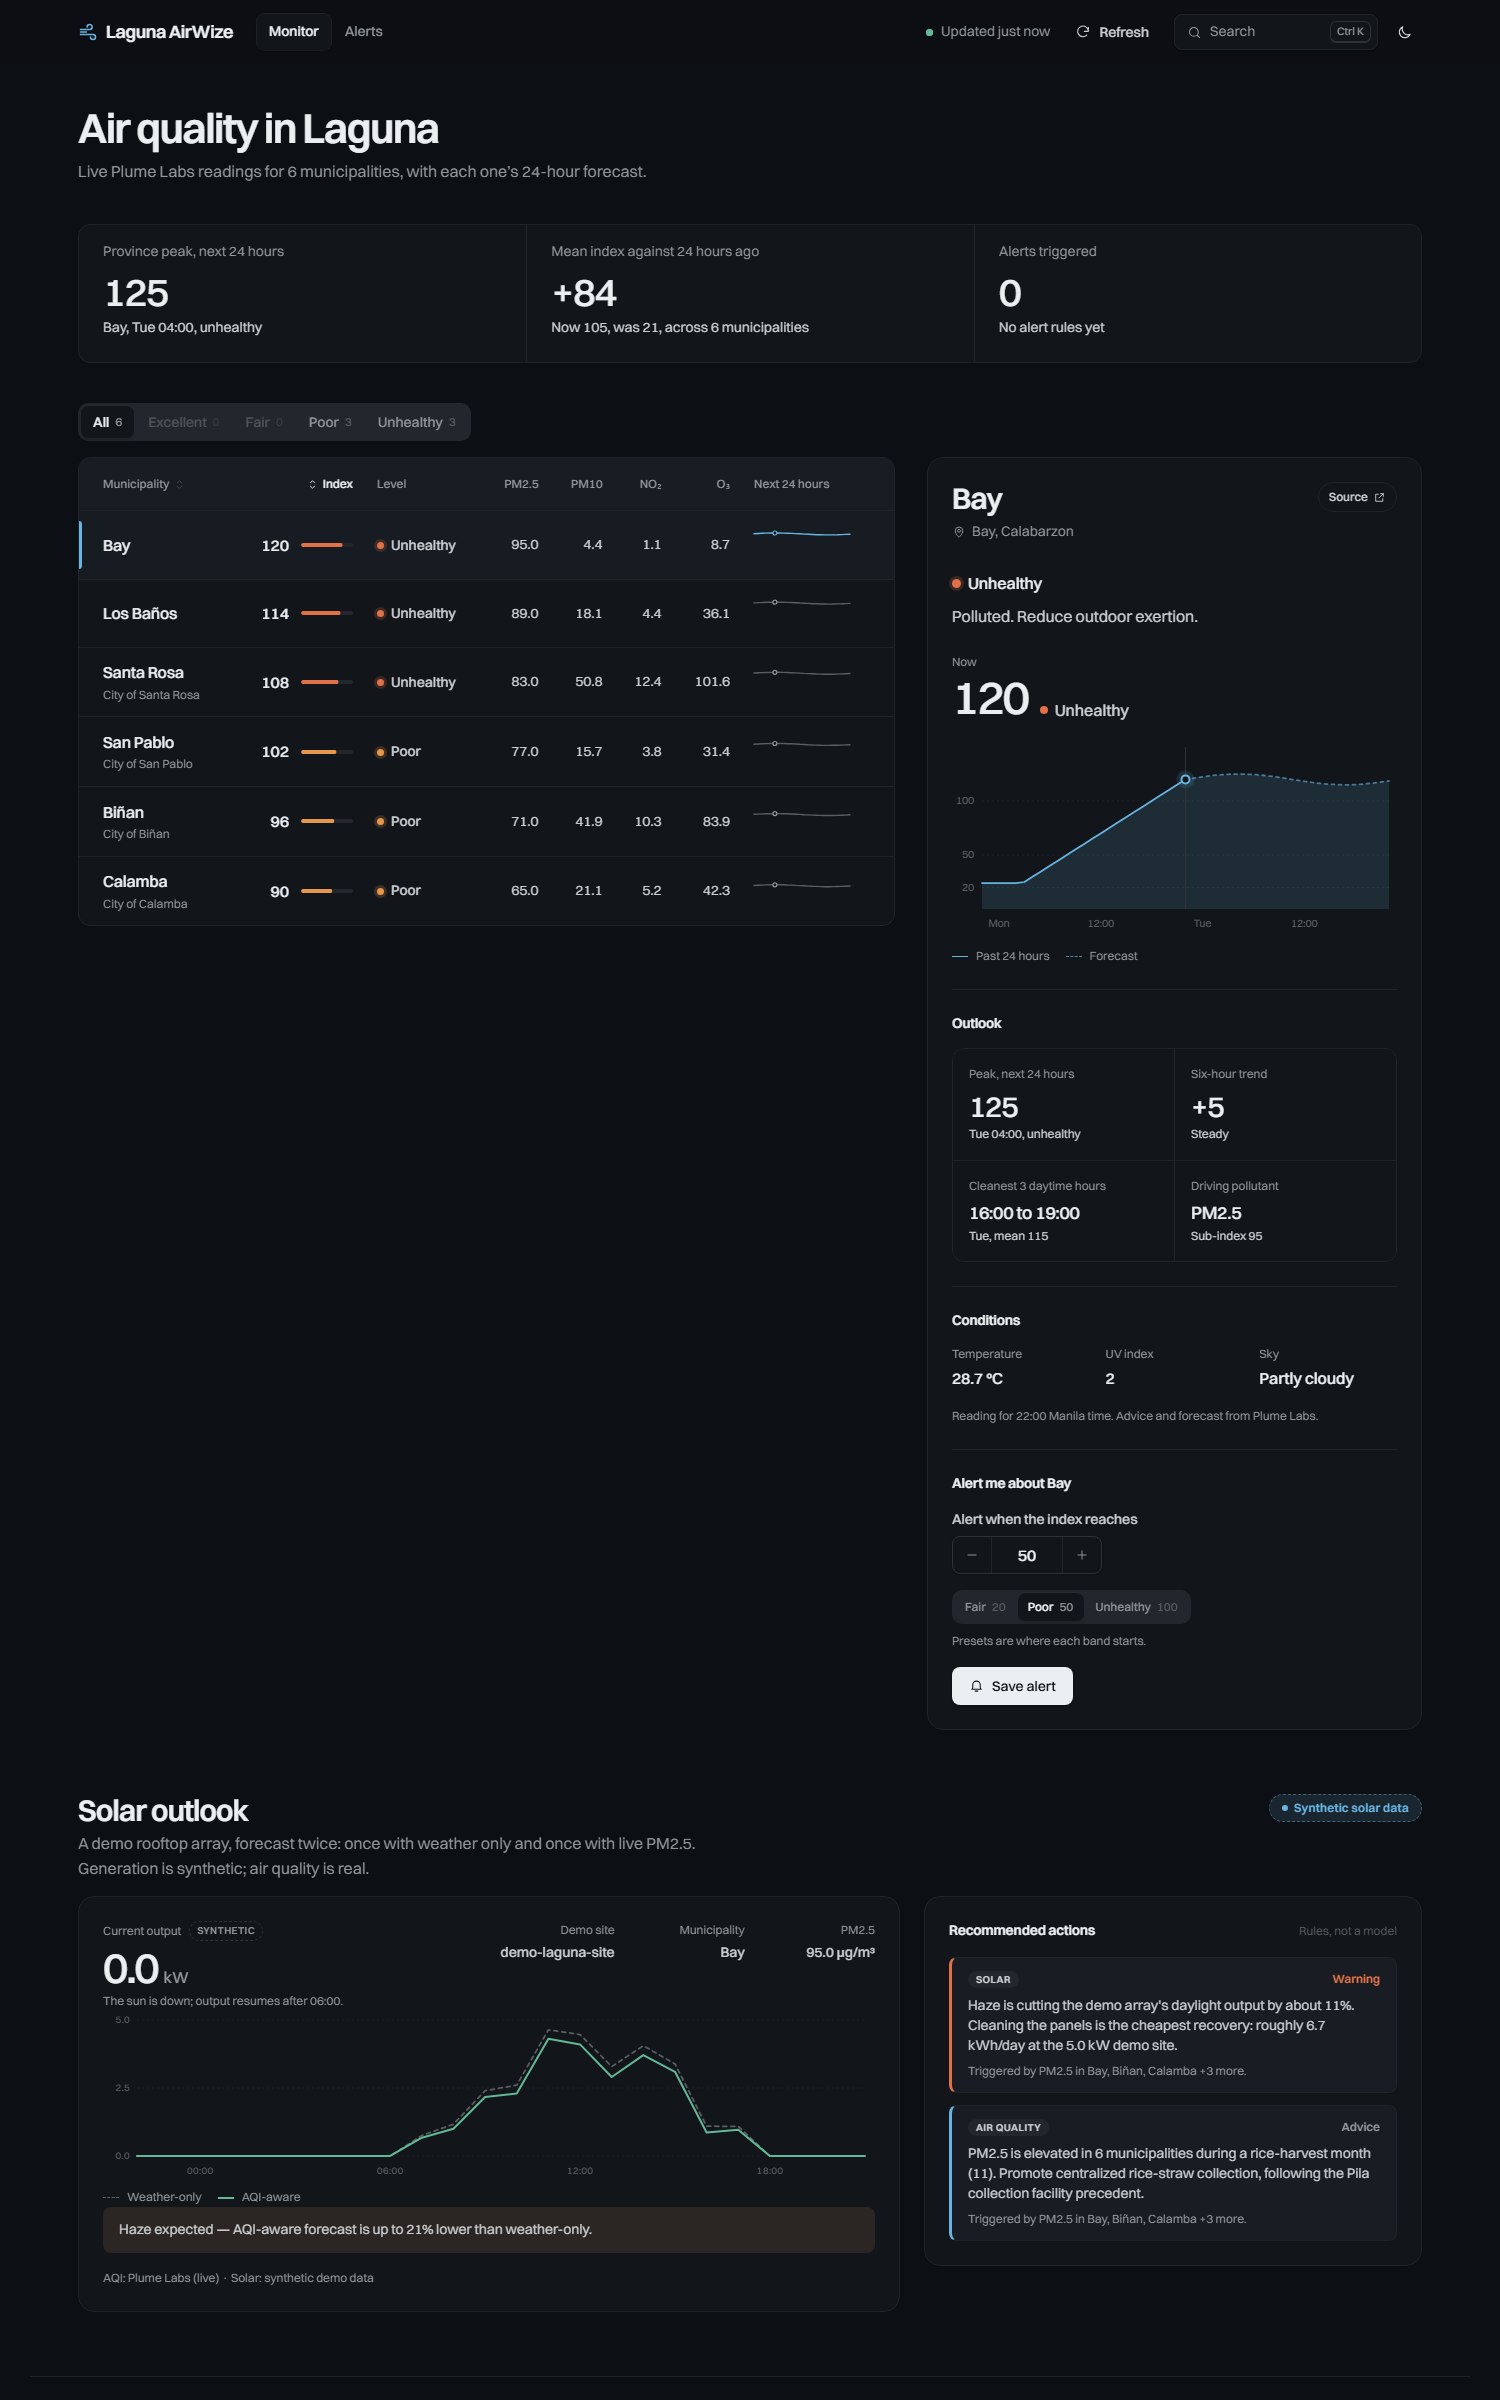 Laguna AirWize
Monitor
Alerts
Updated just now
Refresh
Search
Ctrl K
Air quality in Laguna
Live Plume Labs readings for 6 municipalities, with each one's 24-hour forecast.
Province peak, next 24 hours
125
Bay, Tue 04:00, unhealthy
Mean index against 24 hours ago
+84
Now 105, was 21, across 6 municipalities
Alerts triggered
0
No alert rules yet
All 6
Excellent 0
Fair 0
Poor 3
Unhealthy 3
Municipality Index Level PM2.5 PM10 NO₂ O₃ Next 24 hours
Bay 120 Unhealthy 95.0 4.4 1.1 8.7
Los Baños 114 Unhealthy 89.0 18.1 4.4 36.1
Santa Rosa
City of Santa Rosa
108 Unhealthy 83.0 50.8 12.4 101.6
San Pablo
City of San Pablo
102 Poor 77.0 15.7 3.8 31.4
Biñan
City of Biñan
96 Poor 71.0 41.9 10.3 83.9
Calamba
City of Calamba
90 Poor 65.0 21.1 5.2 42.3
Bay
Source
Bay, Calabarzon
Unhealthy
Polluted. Reduce outdoor exertion.
Now
120 Unhealthy
100
50
20
Mon 12:00 Tue 12:00
Past 24 hours
Forecast
Outlook
Peak, next 24 hours
125
Tue 04:00, unhealthy
Six-hour trend
+5
Steady
Cleanest 3 daytime hours
16:00 to 19:00
Tue, mean 115
Driving pollutant
PM2.5
Sub-index 95
Conditions
Temperature
28.7 °C
UV index
2
Sky
Partly cloudy
Reading for 22:00 Manila time. Advice and forecast from Plume Labs.
Alert me about Bay
Alert when the index reaches
− 50 +
Fair 20
Poor 50
Unhealthy 100
Presets are where each band starts.
Save alert
Solar outlook
Synthetic solar data
A demo rooftop array, forecast twice: once with weather only and once with live PM2.5.
Generation is synthetic; air quality is real.
Current output
SYNTHETIC
0.0 kW
The sun is down; output resumes after 06:00.
Demo site
demo-laguna-site
Municipality
Bay
PM2.5
95.0 µg/m³
5.0
2.5
0.0
00:00 06:00 12:00 18:00
Weather-only
AQI-aware
Haze expected — AQI-aware forecast is up to 21% lower than weather-only.
AQI: Plume Labs (live) · Solar: synthetic demo data
Recommended actions
Rules, not a model
SOLAR
Warning
Haze is cutting the demo array's daylight output by about 11%.
Cleaning the panels is the cheapest recovery: roughly 6.7
kWh/day at the 5.0 kW demo site.
Triggered by PM2.5 in Bay, Biñan, Calamba +3 more.
AIR QUALITY
Advice
PM2.5 is elevated in 6 municipalities during a rice-harvest month
(11). Promote centralized rice-straw collection, following the Pila
collection facility precedent.
Triggered by PM2.5 in Bay, Biñan, Calamba +3 more.